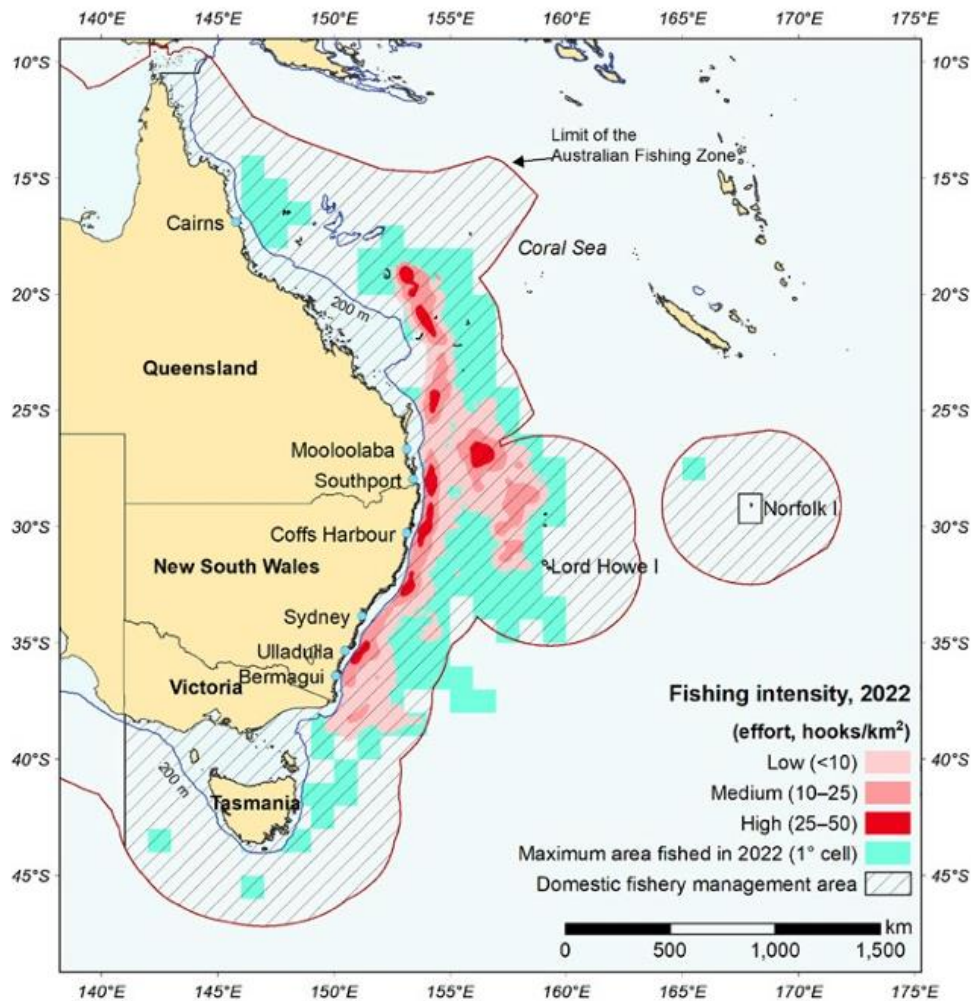 140°E 145°E 150°E 155°E 160°E 165°E 170°E 175°E
10°S 10°S
Limit of the
Australian Fishing Zone
15°S 15°S
Cairns
Coral Sea
20°S 20°S
200 m
Queensland
25°S 25°S
Mooloolaba
Southport
Norfolk I
30°S 30°S
Coffs Harbour
New South Wales
Lord Howe I
Sydney
35°S 35°S
Ulladulla
Bermagui
Victoria
Fishing intensity, 2022
(effort, hooks/km²)
Low (<10)
40°S 40°S
200 m
Medium (10–25)
Tasmania
High (25–50)
Maximum area fished in 2022 (1° cell)
45°S 45°S
Domestic fishery management area
km
0 500 1,000 1,500
140°E 145°E 150°E 155°E 160°E 165°E 170°E 175°E